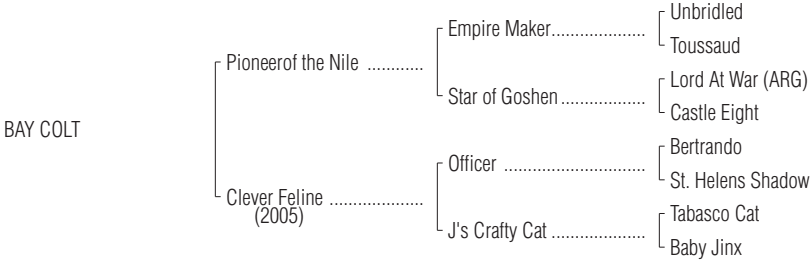 Unbridled
Empire Maker.....................
Toussaud
Pioneerof the Nile ............
Lord At War (ARG)
Star of Goshen...................
Castle Eight
BAY COLT
Bertrando
Officer ................................
St. Helens Shadow
Clever Feline .....................
(2005)
Tabasco Cat
J's Crafty Cat .....................
Baby Jinx